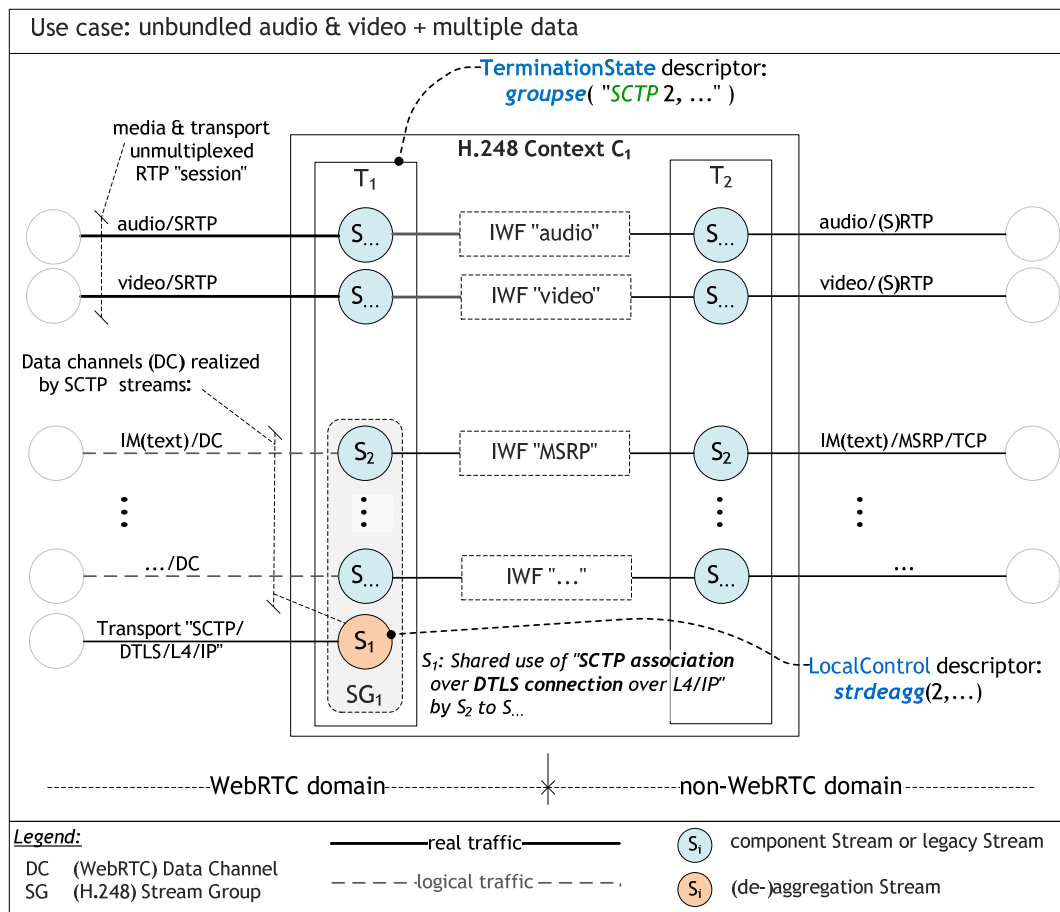 Use case: unbundled audio & video + multiple data
TerminationState descriptor:
groupse( "SCTP 2, ..." )
media & transport
unmultiplexed
RTP "session"
H.248 Context C1
T1
T2
audio/SRTP
S...
IWF "audio"
S...
audio/(S)RTP
video/SRTP
S...
IWF "video"
S...
video/(S)RTP
Data channels (DC) realized
by SCTP streams:
IM(text)/DC
S2
IWF "MSRP"
S2
IM(text)/MSRP/TCP
⋮
⋮
⋮
⋮
.../DC
S...
IWF "..."
S...
...
Transport "SCTP/
DTLS/L4/IP"
S1
SG1
S1: Shared use of "SCTP association
over DTLS connection over L4/IP"
by S2 to S...
LocalControl descriptor:
strdeagg(2,...)
WebRTC domain
non-WebRTC domain
Legend:
DC (WebRTC) Data Channel
SG (H.248) Stream Group
real traffic
logical traffic
Si component Stream or legacy Stream
Si (de-)aggregation Stream